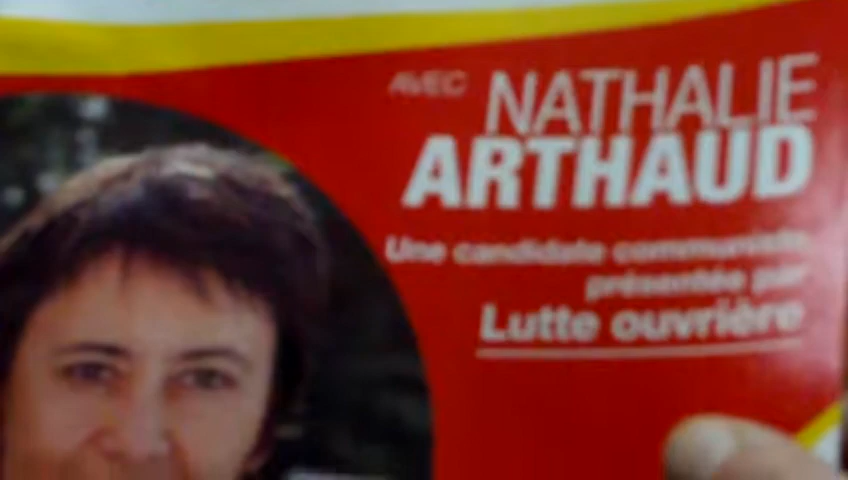 AVEC NATHALIE
ARTHAUD
Une candidate communiste
présentée par
Lutte ouvrière